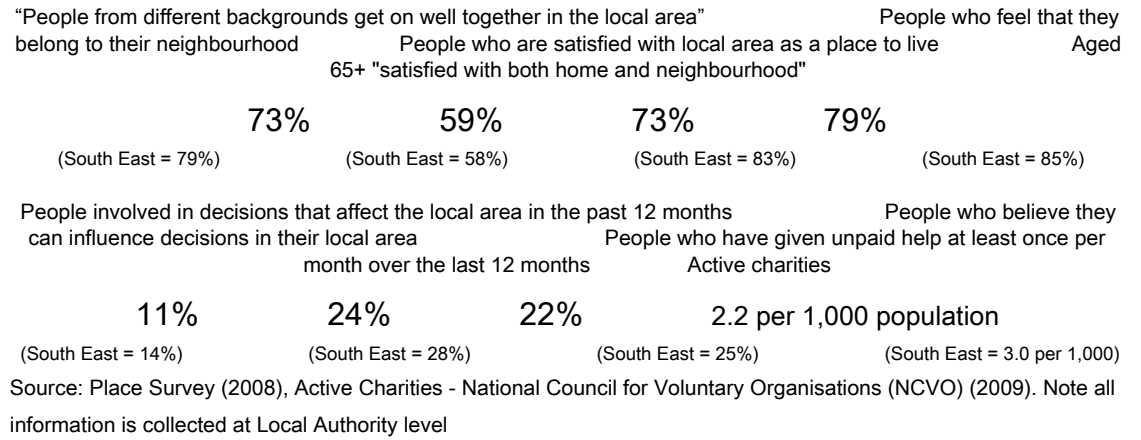 “People from different backgrounds get on well together in the local area” People who feel that they
belong to their neighbourhood People who are satisfied with local area as a place to live Aged
65+ "satisfied with both home and neighbourhood"
73% 59% 73% 79%
(South East = 79%) (South East = 58%) (South East = 83%) (South East = 85%)
People involved in decisions that affect the local area in the past 12 months People who believe they
can influence decisions in their local area People who have given unpaid help at least once per
month over the last 12 months Active charities
11% 24% 22% 2.2 per 1,000 population
(South East = 14%) (South East = 28%) (South East = 25%) (South East = 3.0 per 1,000)
Source: Place Survey (2008), Active Charities - National Council for Voluntary Organisations (NCVO) (2009). Note all
information is collected at Local Authority level